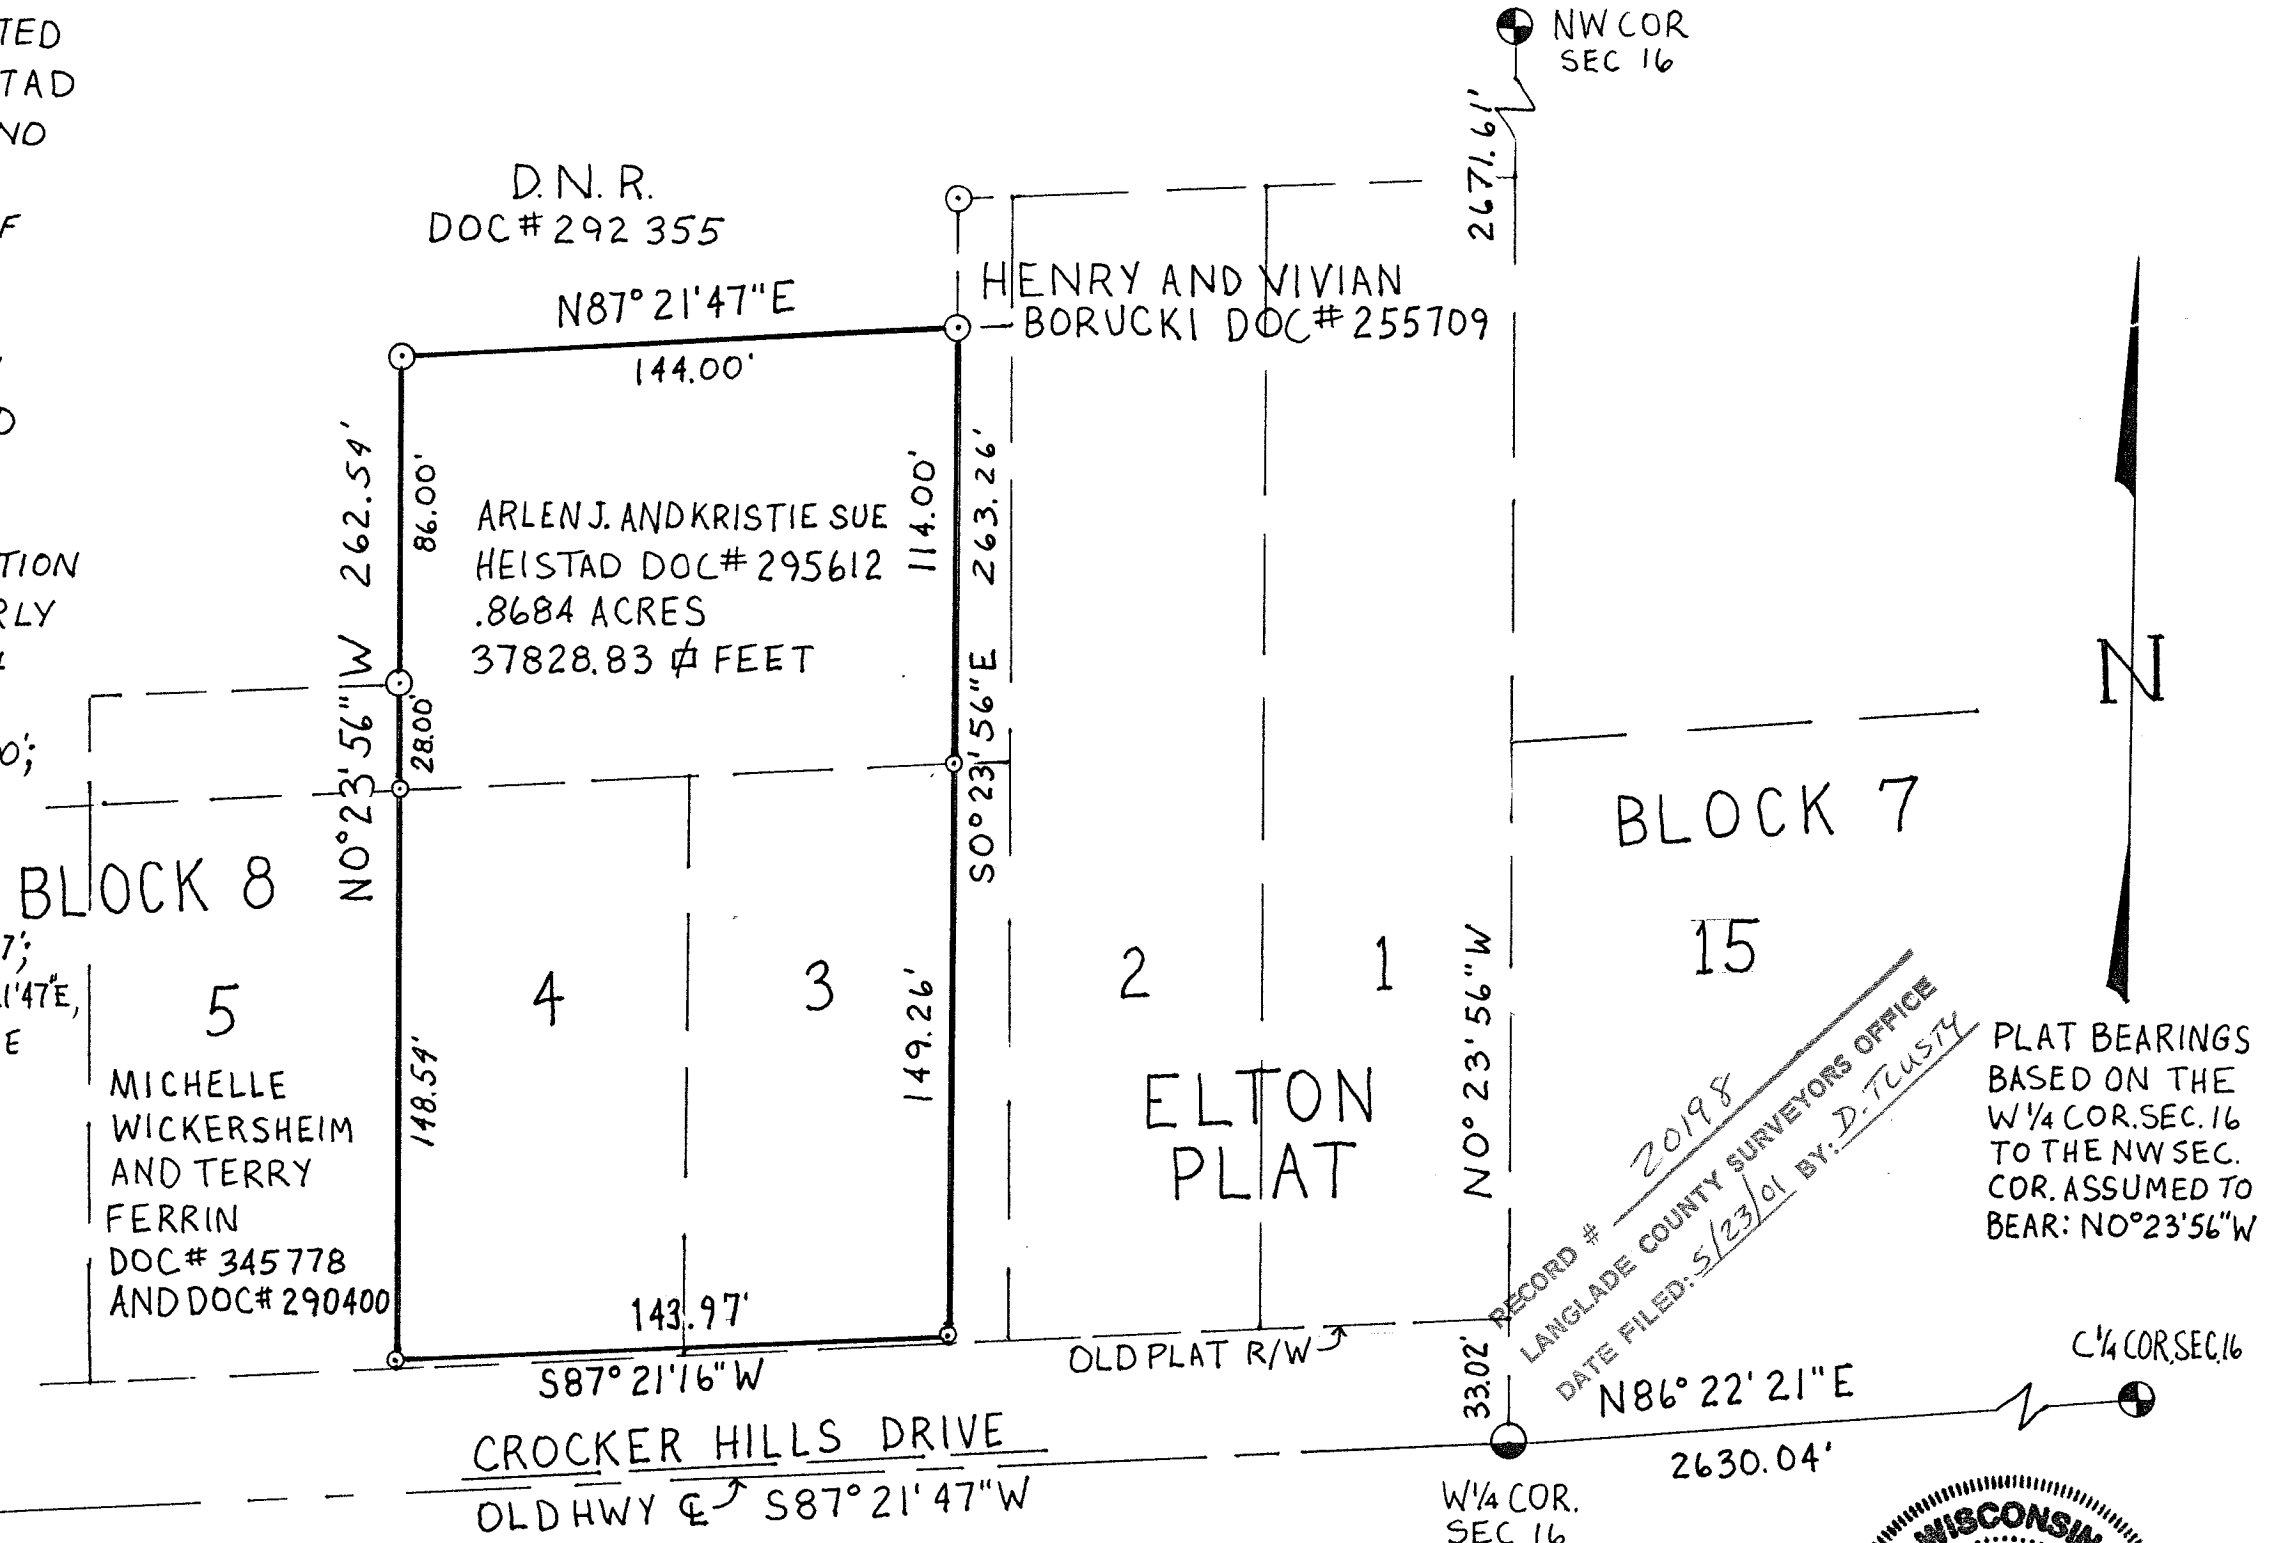 TED
TAD
NO
F
O
TION
RLY
0';
7';
1'47"E,
E
NW COR
SEC 16
2671.61'
D.N.R.
DOC # 292 355
N87°21'47"E
144.00'
HENRY AND VIVIAN
BORUCKI DOC# 255709
262.54'
N0°23'56"W
86.00'
28.00'
148.54'
114.00'
263.26'
S0°23'56"E
149.26'
ARLEN J. AND KRISTIE SUE
HEISTAD DOC# 295612
.8684 ACRES
37828.83 FEET
BLOCK 8
5
4
3
2
1
BLOCK 7
15
N
MICHELLE
WICKERSHEIM
AND TERRY
FERRIN
DOC# 345778
AND DOC# 290400
ELTON
PLAT
N0°23'56"W
33.02'
PLAT BEARINGS
BASED ON THE
W 1/4 COR. SEC. 16
TO THE NW SEC.
COR. ASSUMED TO
BEAR: N0°23'56"W
RECORD # 20198
LANGLADE COUNTY SURVEYORS OFFICE
DATE FILED: 5/23/01 BY: D. TLUSTY
143.97'
S87°21'16"W
OLD PLAT R/W
C 1/4 COR, SEC, 16
N86°22'21"E
2630.04'
CROCKER HILLS DRIVE
OLD HWY ℄ S87°21'47"W
W 1/4 COR.
SEC 16
WISCONSIN